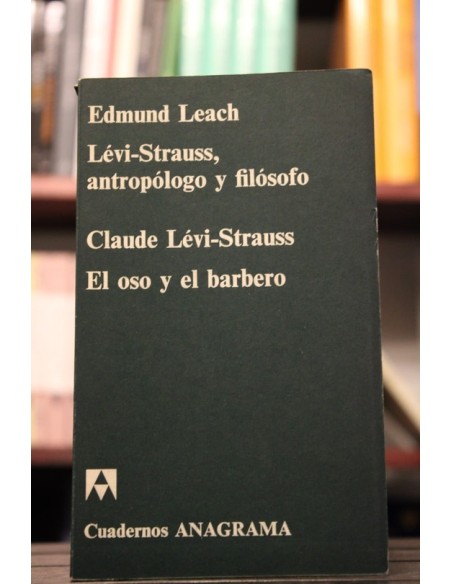 Edmund Leach
Lévi-Strauss,
antropólogo y filósofo
Claude Lévi-Strauss
El oso y el barbero
Cuadernos ANAGRAMA